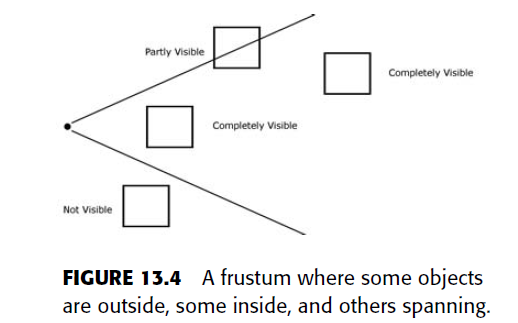 Partly Visible
Completely Visible
Completely Visible
Not Visible
FIGURE 13.4 A frustum where some objects
are outside, some inside, and others spanning.